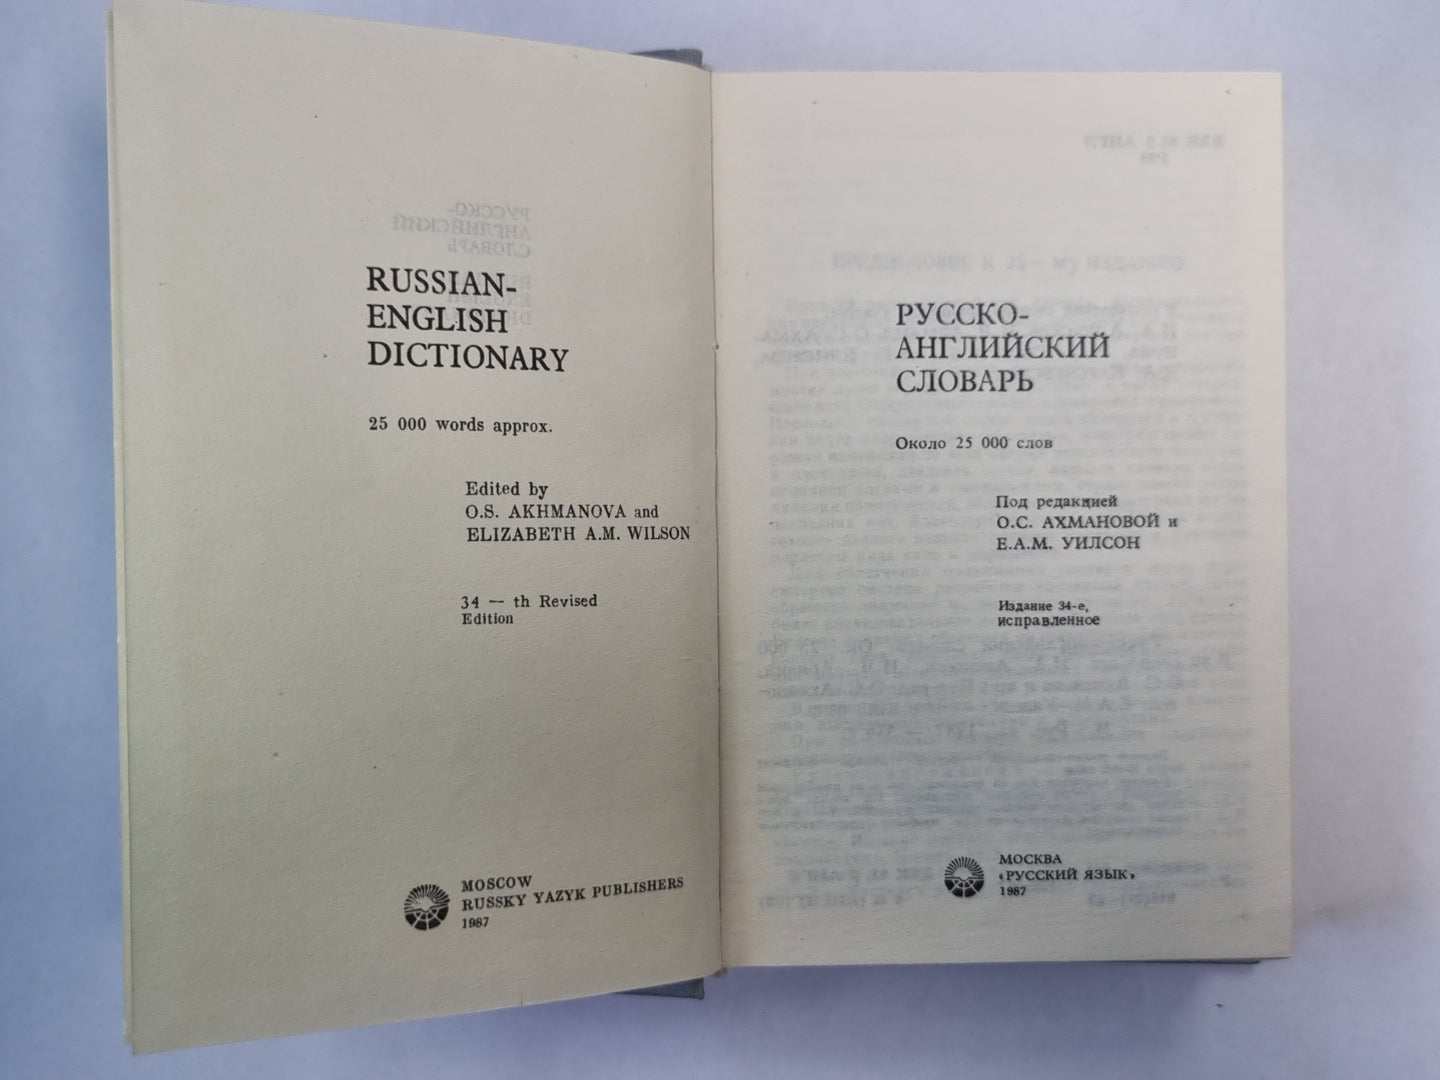 RUSSIAN-
ENGLISH
DICTIONARY
25 000 words approx.
Edited by
O.S. AKHMANOVA and
ELIZABETH A.M. WILSON
34 — th Revised
Edition
MOSCOW
RUSSKY YAZYK PUBLISHERS
1987
РУССКО-
АНГЛИЙСКИЙ
СЛОВАРЬ
Около 25 000 слов
Под редакцией
О.С. АХМАНОВОЙ и
Е.А.М. УИЛСОН
Издание 34-е,
исправленное
МОСКВА
«РУССКИЙ ЯЗЫК»
1987